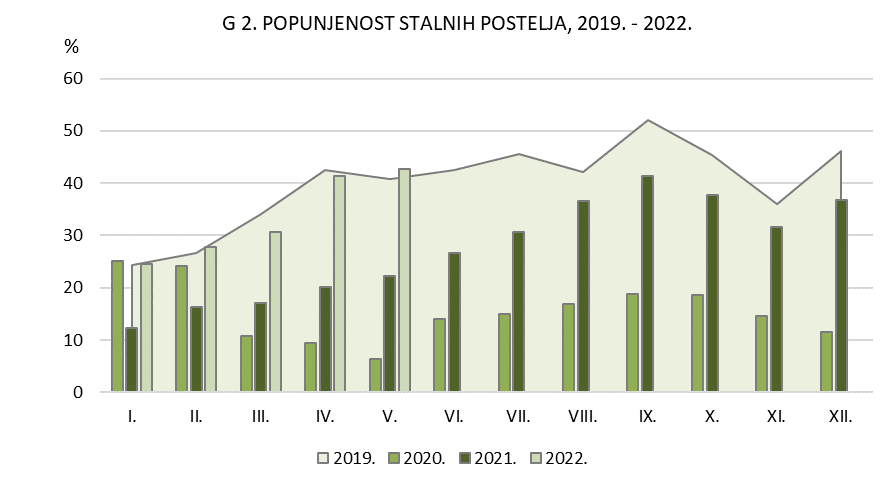 G 2. POPUNJENOST STALNIH POSTELJA, 2019. - 2022.
%
60
50
40
30
20
10
0
I. II. III. IV. V. VI. VII. VIII. IX. X. XI. XII.
2019. 2020. 2021. 2022.